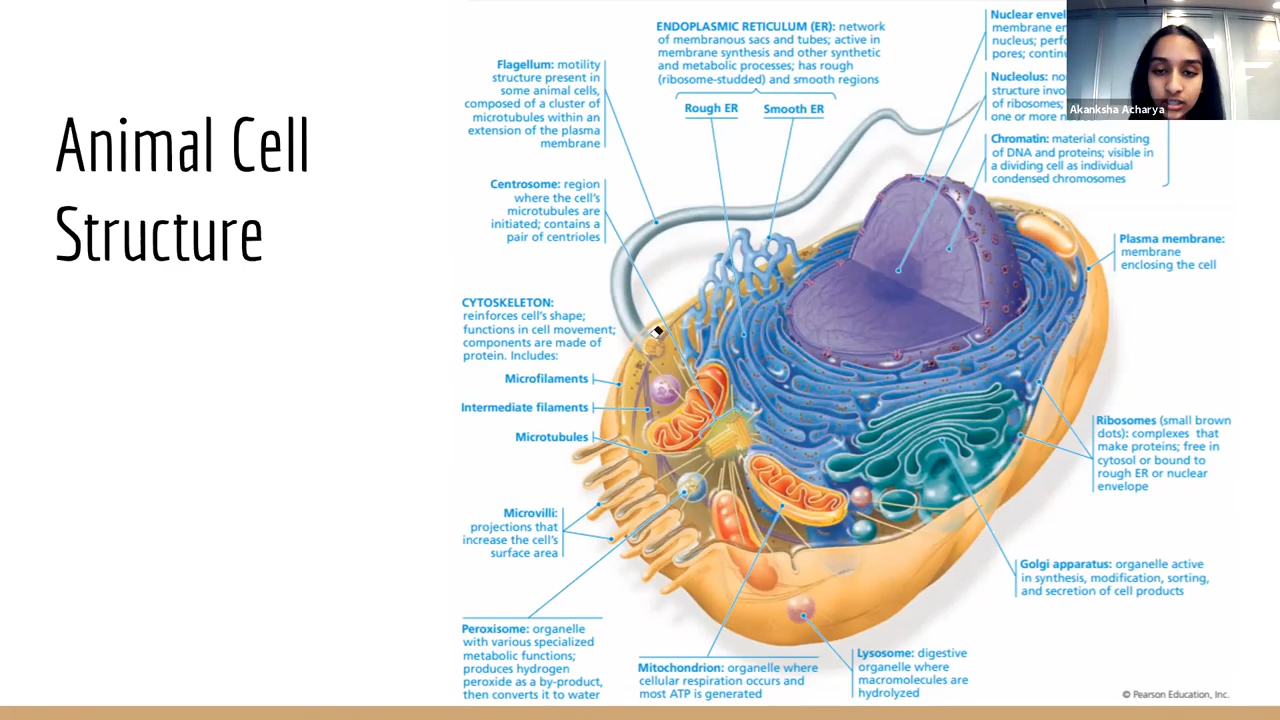 Animal Cell
Structure
ENDOPLASMIC RETICULUM (ER): network
of membranous sacs and tubes; active in
membrane synthesis and other synthetic
and metabolic processes; has rough
(ribosome-studded) and smooth regions
Rough ER
Smooth ER
Flagellum: motility
structure present in
some animal cells,
composed of a cluster of
microtubules within an
extension of the plasma
membrane
Centrosome: region
where the cell's
microtubules are
initiated; contains a
pair of centrioles
CYTOSKELETON:
reinforces cell's shape;
functions in cell movement;
components are made of
protein. Includes:
Microfilaments
Intermediate filaments
Microtubules
Microvilli:
projections that
increase the cell's
surface area
Peroxisome: organelle
with various specialized
metabolic functions;
produces hydrogen
peroxide as a by-product,
then converts it to water
Mitochondrion: organelle where
cellular respiration occurs and
most ATP is generated
Lysosome: digestive
organelle where
macromolecules are
hydrolyzed
Nuclear
membrane
nucleus;
pores;
Nucleolus:
structure
of ribosomes;
one or more
Chromatin: material consisting
of DNA and proteins; visible in
a dividing cell as individual
condensed chromosomes
Plasma membrane:
membrane
enclosing the cell
Ribosomes (small brown
dots): complexes that
make proteins; free in
cytosol or bound to
rough ER or nuclear
envelope
Golgi apparatus: organelle active
in synthesis, modification, sorting,
and secretion of cell products
© Pearson Education, Inc.
Akanksha Acharya